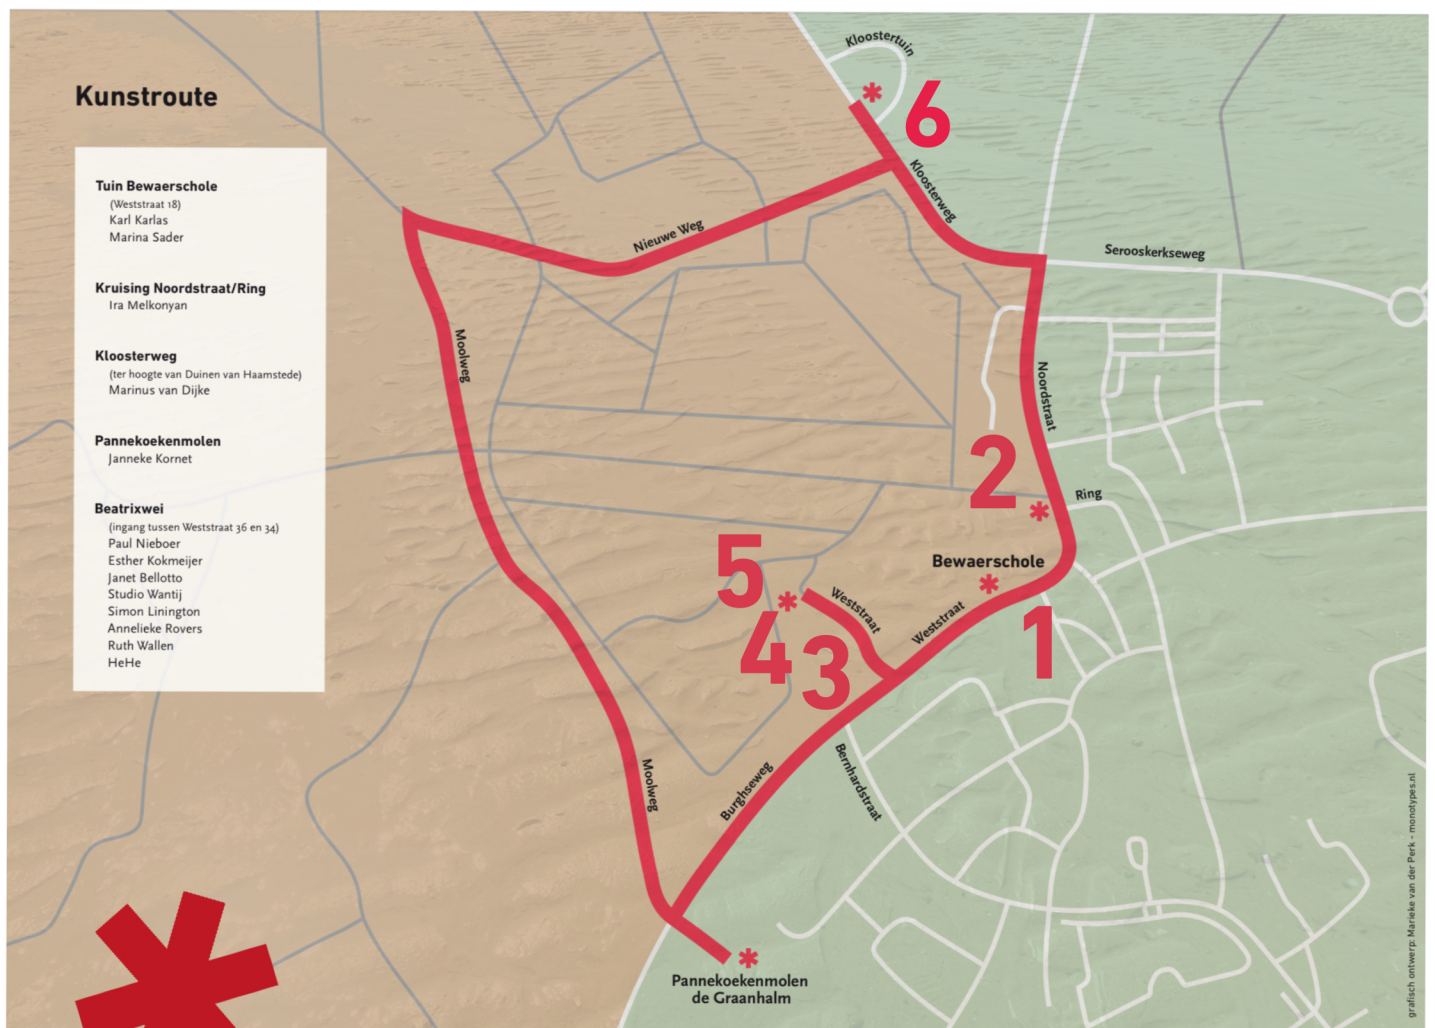 Kunstroute
Tuin Bewaerschole
(Weststraat 18)
Karl Karlas
Marina Sader
Kruising Noordstraat/Ring
Ira Melkonyan
Kloosterweg
(ter hoogte van Duinen van Haamstede)
Marinus van Dijke
Pannekoekenmolen
Janneke Kornet
Beatrixwei
(ingang tussen Weststraat 36 en 34)
Paul Nieboer
Esther Kokmeijer
Janet Bellotto
Studio Wantij
Simon Linington
Annelieke Rovers
Ruth Wallen
HeHe
Kloostertuin
6
Kloosterweg
Nieuwe Weg
Serooskerkseweg
Moolweg
Noordstraat
2
Ring
5
Bewaerschole
Weststraat
Weststraat
4
3
1
Moolweg
Burghseweg
Bernhardstraat
Pannekoekenmolen
de Graanhalm
grafisch ontwerp: Marieke van der Perk - monotypes.nl